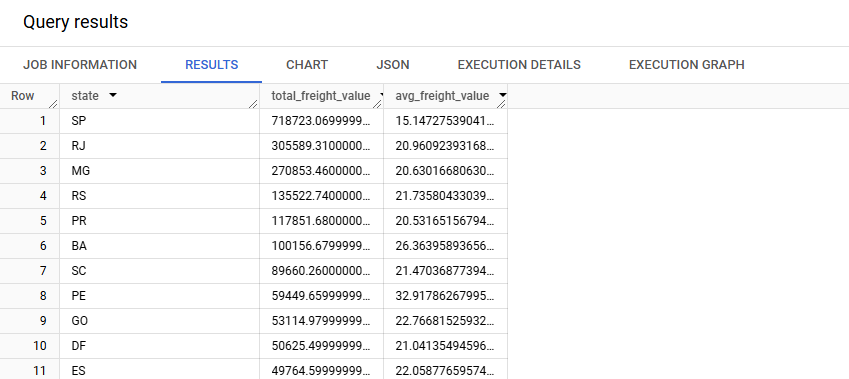 Query results
JOB INFORMATION RESULTS CHART JSON EXECUTION DETAILS EXECUTION GRAPH
Row state total_freight_value avg_freight_value
1 SP 718723.0699999... 15.14727539041...
2 RJ 305589.3100000... 20.96092393168...
3 MG 270853.4600000... 20.63016680630...
4 RS 135522.7400000... 21.73580433039...
5 PR 117851.6800000... 20.53165156794...
6 BA 100156.6799999... 26.36395893656...
7 SC 89660.26000000... 21.47036877394...
8 PE 59449.65999999... 32.91786267995...
9 GO 53114.97999999... 22.76681525932...
10 DF 50625.49999999... 21.04135494596...
11 ES 49764.59999999... 22.05877659574...